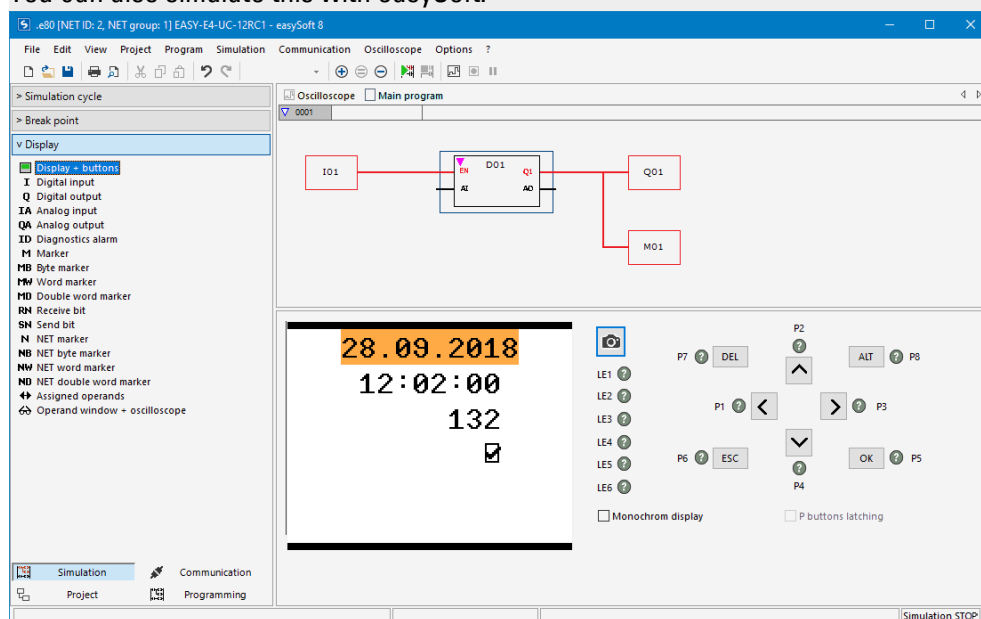 You can also simulate this with easySoft.
.e80 [NET ID: 2, NET group: 1] EASY-E4-UC-12RC1 - easySoft 8
File Edit View Project Program Simulation Communication Oscilloscope Options ?
> Simulation cycle
> Break point
v Display
Display + buttons
I Digital input
Q Digital output
IA Analog input
QA Analog output
ID Diagnostics alarm
M Marker
MB Byte marker
MW Word marker
MD Double word marker
RN Receive bit
SN Send bit
N NET marker
NB NET byte marker
NW NET word marker
ND NET double word marker
Assigned operands
Operand window + oscilloscope
Simulation Communication
Project Programming
Oscilloscope Main program
0001
I01
D01
EN Q1
AI AO
Q01
M01
28.09.2018
12:02:00
132
LE1 ?
LE2 ?
LE3 ?
LE4 ?
LE5 ?
LE6 ?
P2
?
P7 ? DEL
ALT ? P8
P1 ?
? P3
P6 ? ESC
OK ? P5
?
P4
Monochrom display
P buttons latching
Simulation STOP